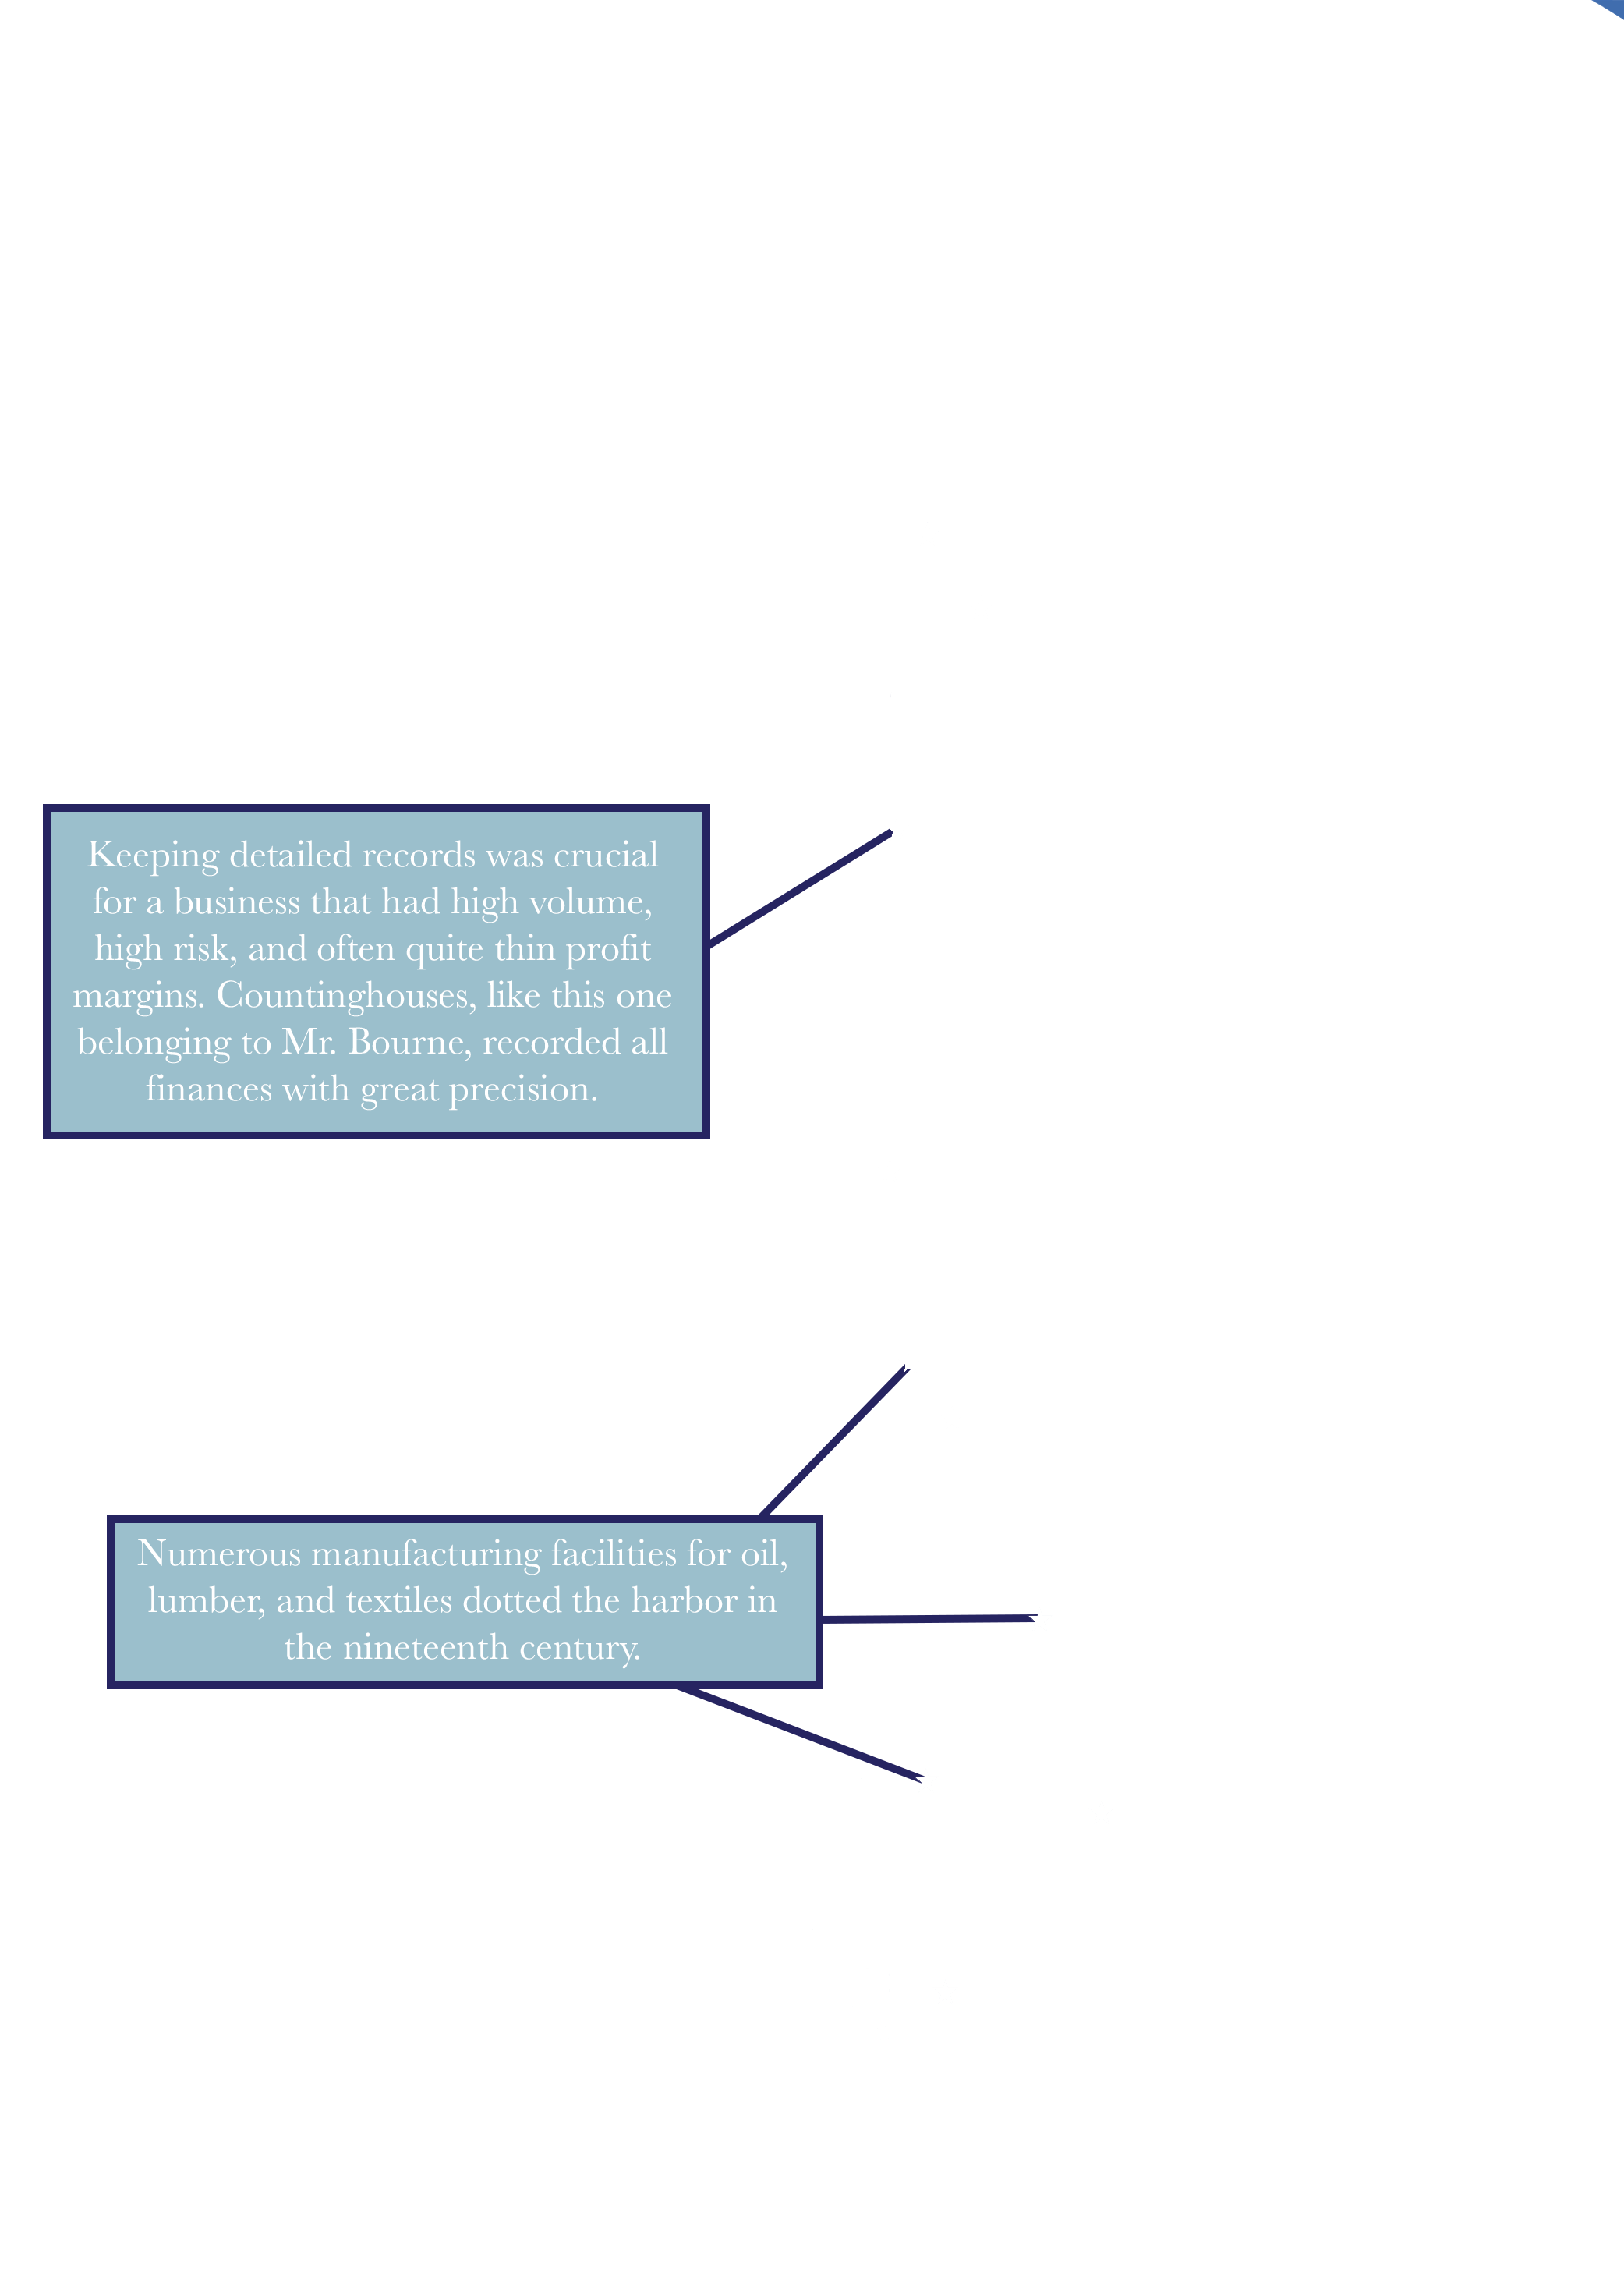 Keeping detailed records was crucial
for a business that had high volume,
high risk, and often quite thin profit
margins. Countinghouses, like this one
belonging to Mr. Bourne, recorded all
finances with great precision.
Numerous manufacturing facilities for oil,
lumber, and textiles dotted the harbor in
the nineteenth century.